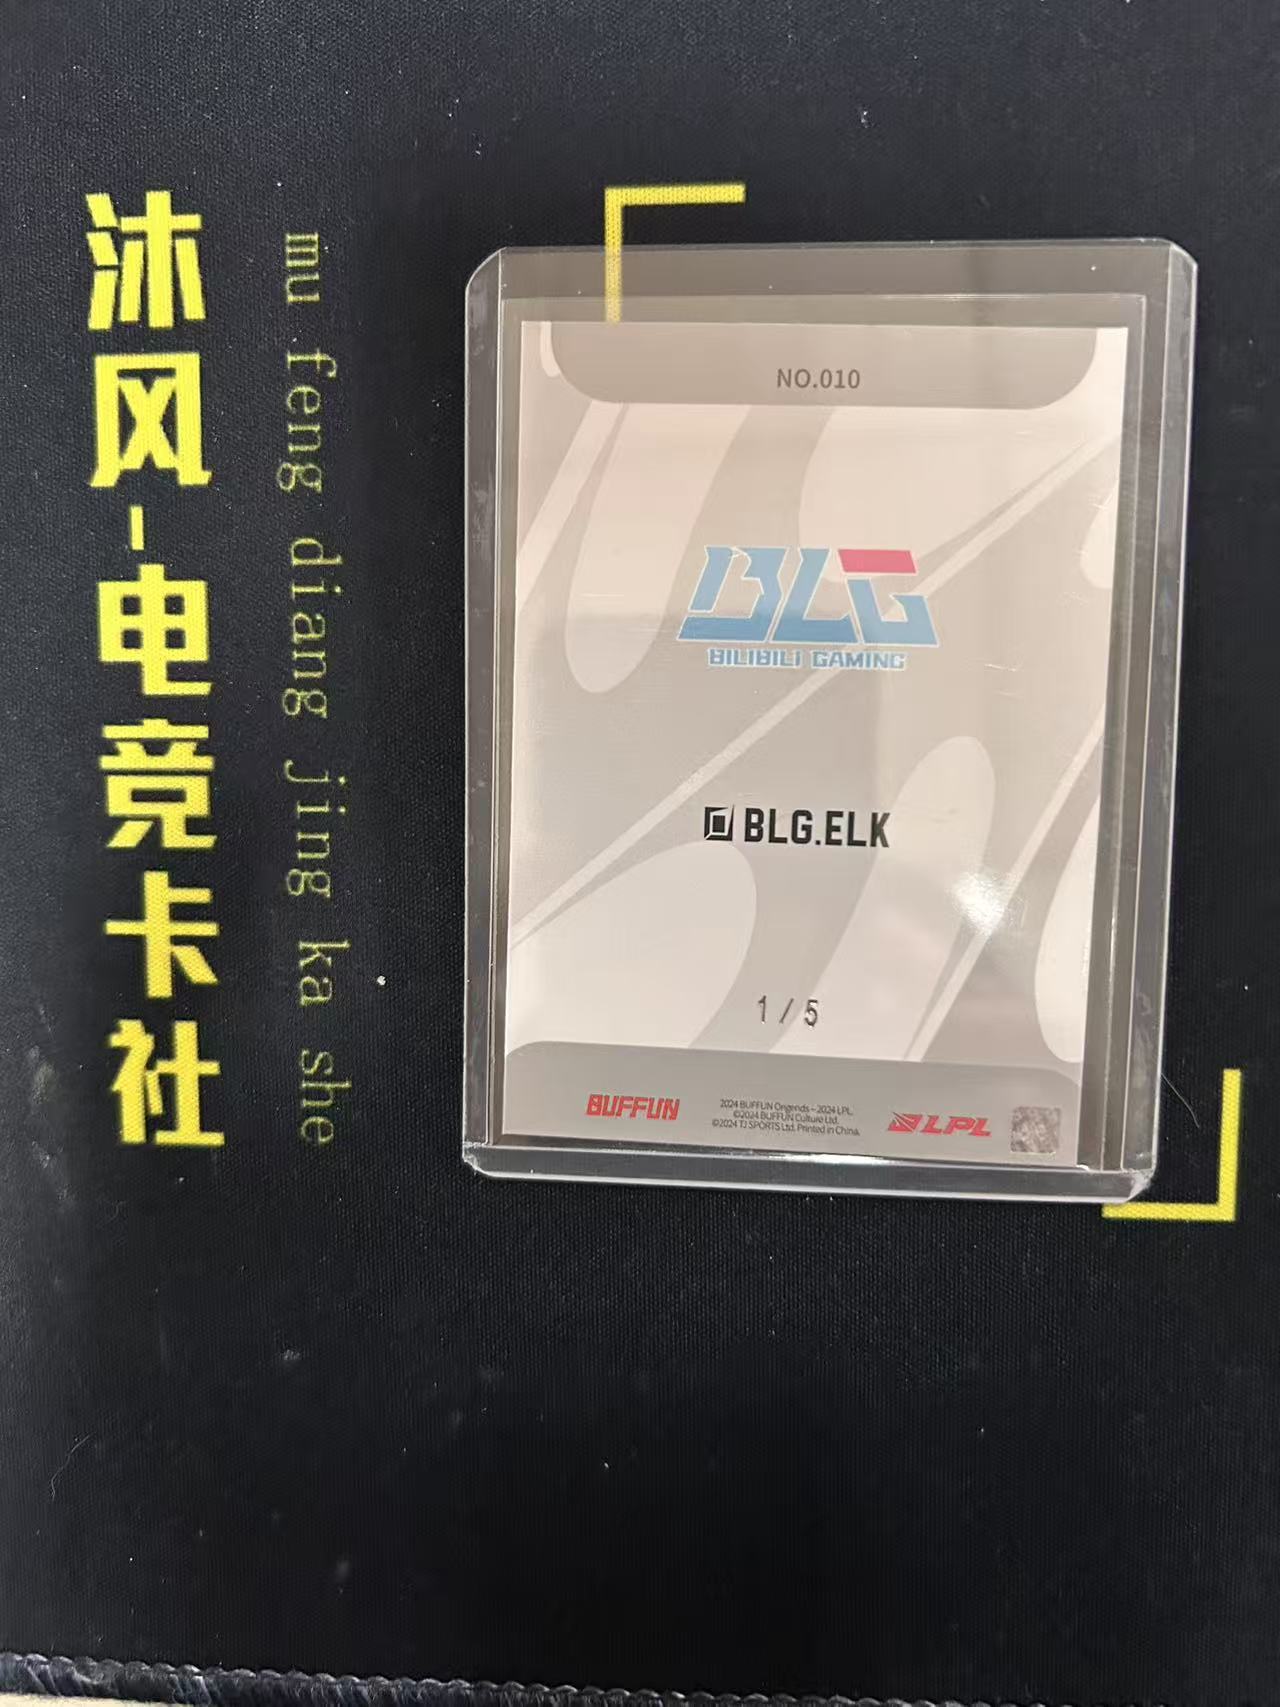 沐风-电竞卡社
mu feng diang jing ka she
NO.010
BLG
BILIBILI GAMING
BLG.ELK
1/5
BUFFUN
2024 BUFFUN Origends-2024 LPL.
©2024 BUFFUN Culture Ltd.
©2024 TJ SPORTS Ltd. Printed in China.
LPL